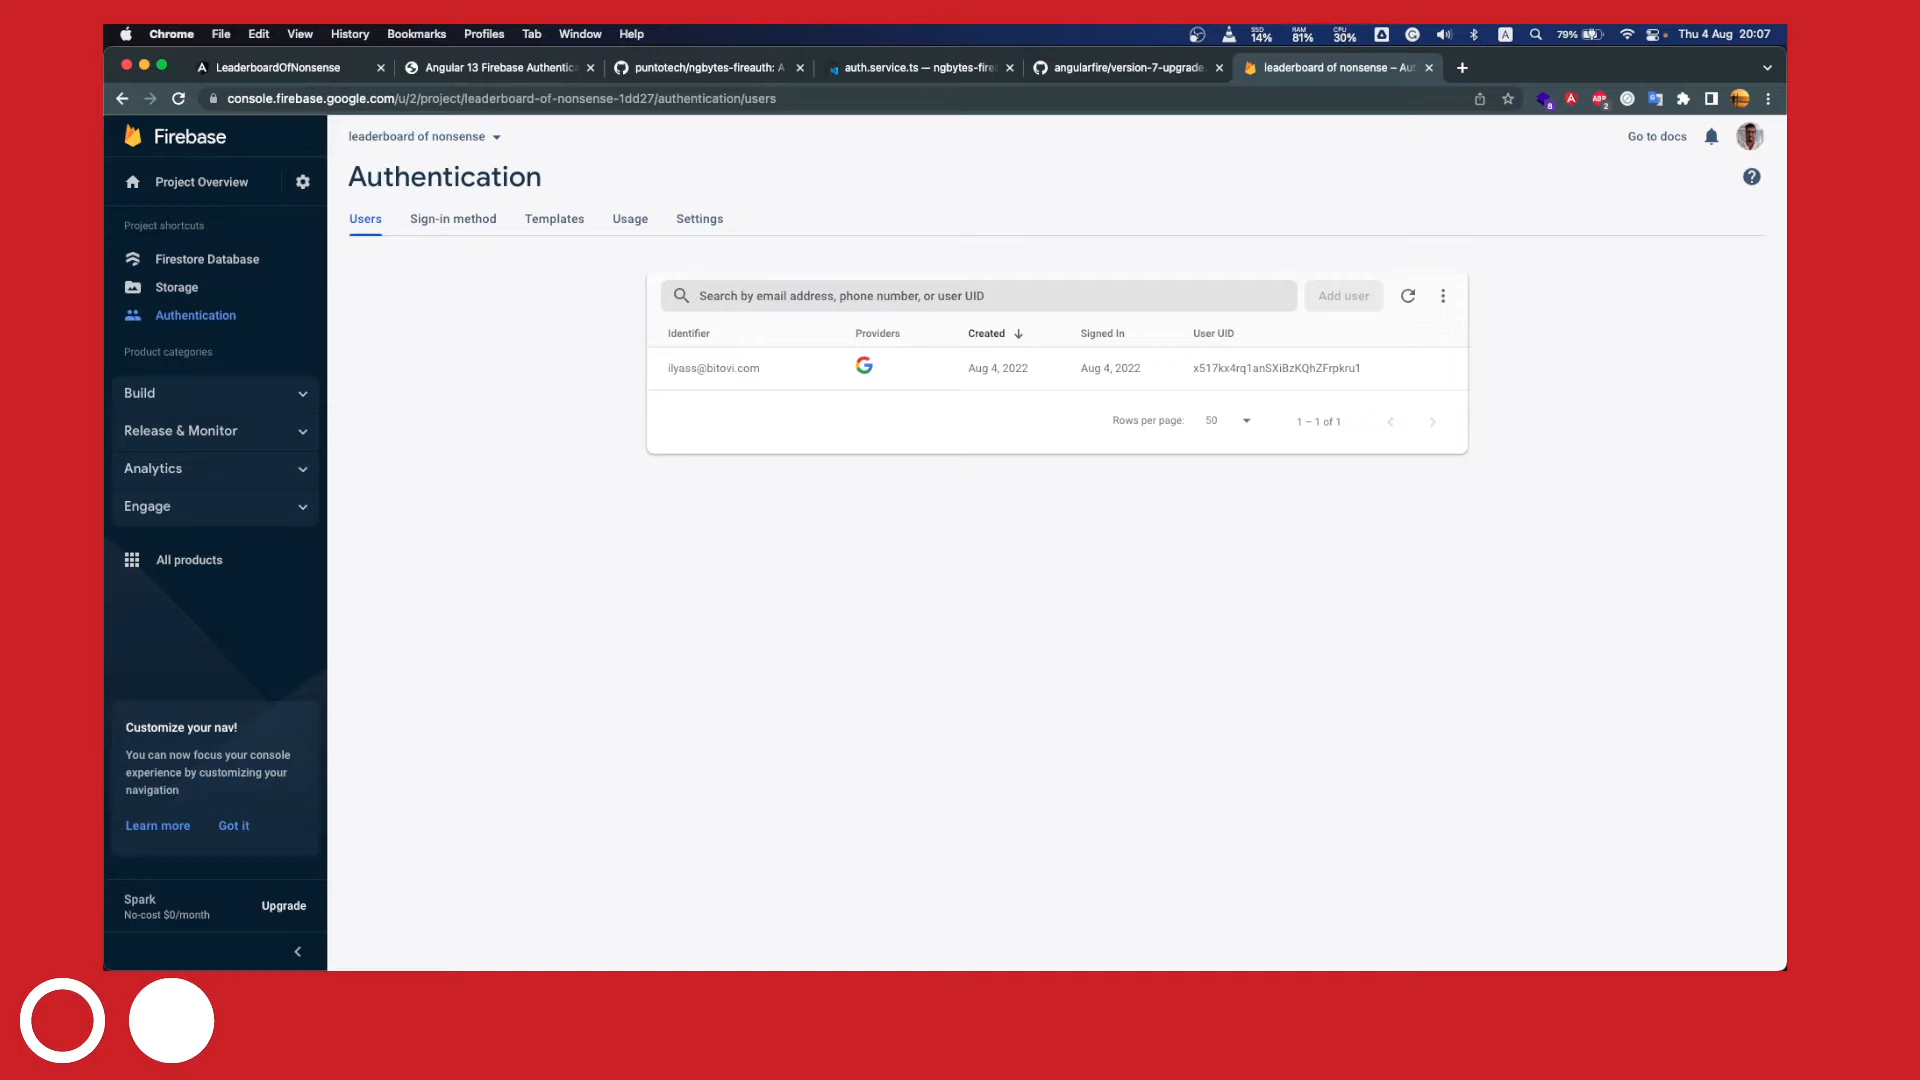 Chrome File Edit View History Bookmarks Profiles Tab Window Help
SSD 14% RAM 81% CPU 30% A 79% Thu 4 Aug 20:07
LeaderboardOfNonsense
Angular 13 Firebase Authentica
puntotech/ngbytes-fireauth: A
auth.service.ts — ngbytes-fire
angularfire/version-7-upgrade.
leaderboard of nonsense – Aut
console.firebase.google.com/u/2/project/leaderboard-of-nonsense-1dd27/authentication/users
Firebase
Project Overview
Project shortcuts
Firestore Database
Storage
Authentication
Product categories
Build
Release & Monitor
Analytics
Engage
All products
Customize your nav!
You can now focus your console
experience by customizing your
navigation
Learn more Got it
Spark
No-cost $0/month
Upgrade
leaderboard of nonsense
Go to docs
Authentication
Users Sign-in method Templates Usage Settings
Search by email address, phone number, or user UID
Add user
Identifier Providers Created Signed In User UID
ilyass@bitovi.com Aug 4, 2022 Aug 4, 2022 x517kx4rq1anSXiBzKQhZFrpkru1
Rows per page: 50 1 – 1 of 1